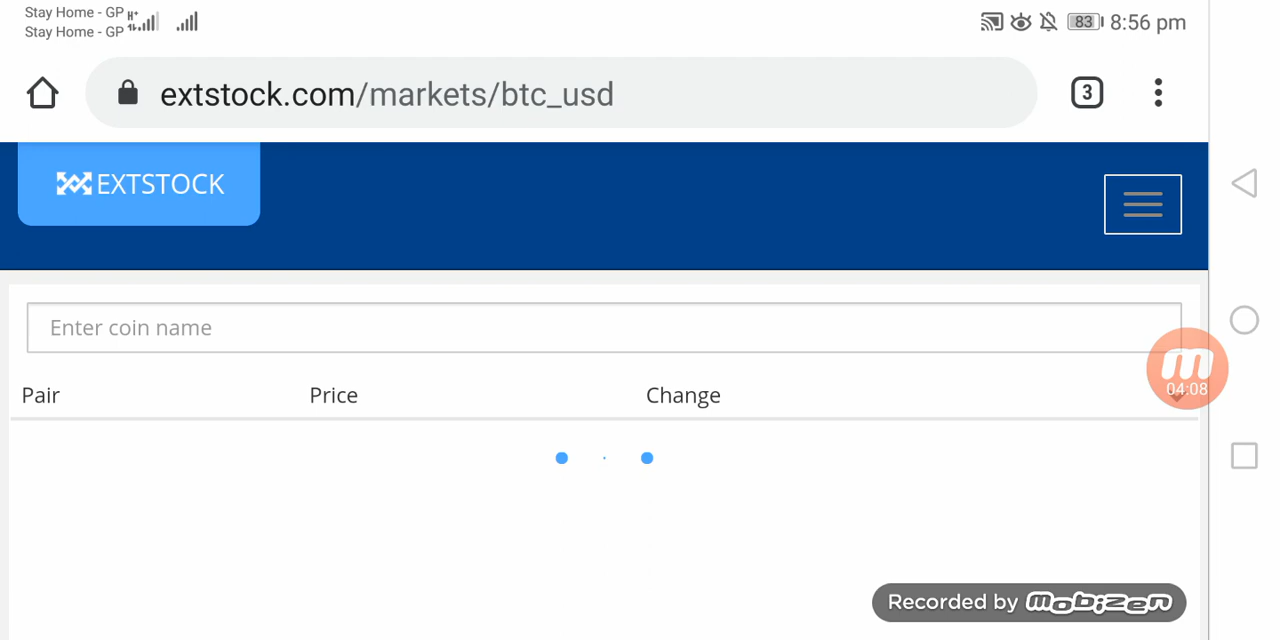 Stay Home - GP
Stay Home - GP
H+
83
8:56 pm
extstock.com/markets/btc_usd
3
EXTSTOCK
Enter coin name
Pair Price Change
04:08
Recorded by mobizen